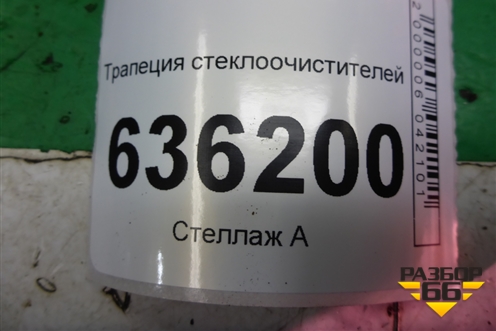 Трапеция стеклоочистителей
636200
Стеллаж А
2000006042101
РАЗБОР
66